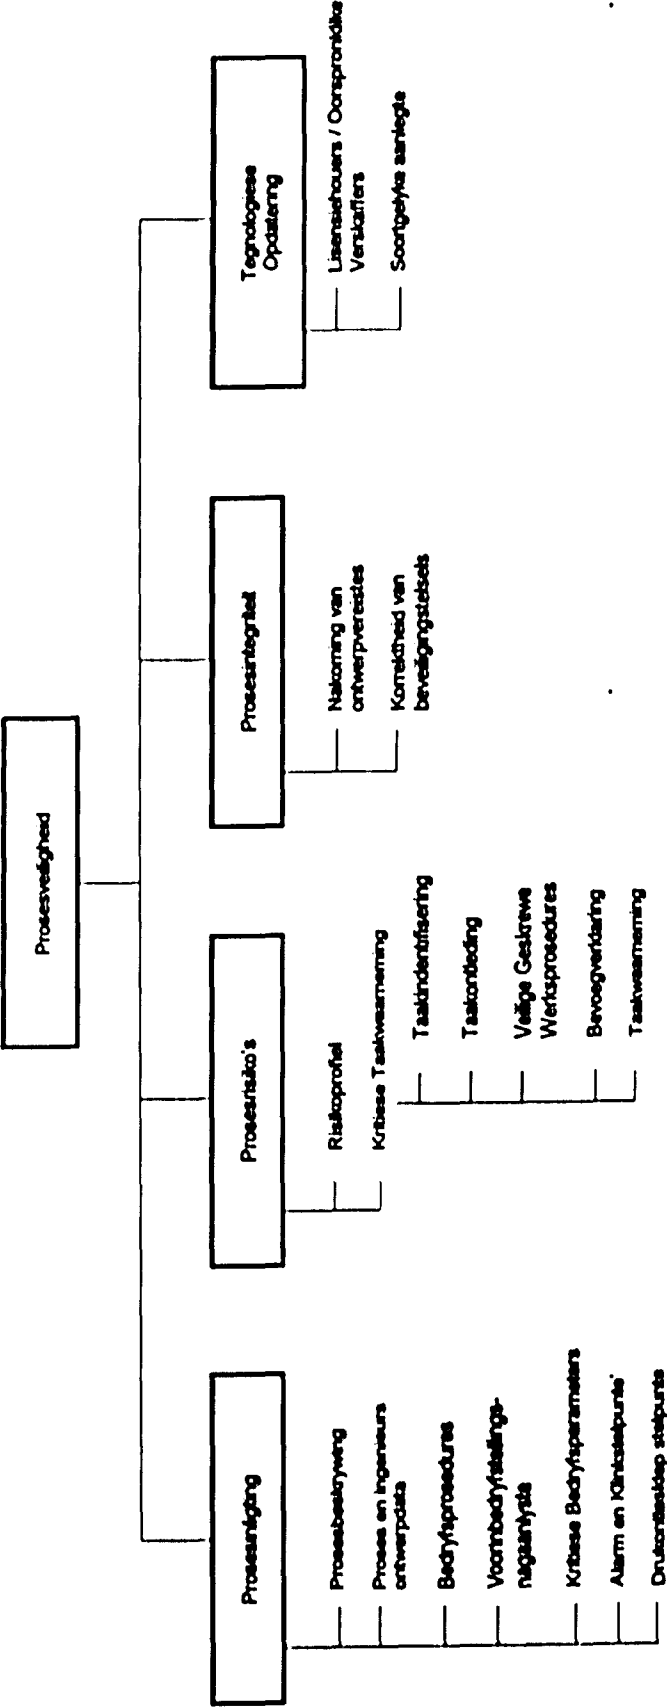 Prosesveiligheid
Prosesinligting
Prosesbeskrywing
Proses en Ingenieurs
ontwerpdata
Bedryfsprosedures
Voorinbedryfstellings-
nagaanlyste
Kritiese Bedryfsparameters
Alarm en Klinkstelpunte
Drukontlasklep stelpunte
Prosesrisiko's
Risikoprofiel
Kritiese Taakwaarneming
Taakindentifisering
Taakontleding
Veilige Geskrewe
Werksprosedures
Bevoegverklaring
Taakwaarneming
Prosesintegriteit
Nakoming van
ontwerpvereistes
Korrektheid van
beveiligingstelsels
Tegnologiese
Opdatering
Lisensiehouers / Oorspronklike
Verskaffers
Soortgelyke aanlegte